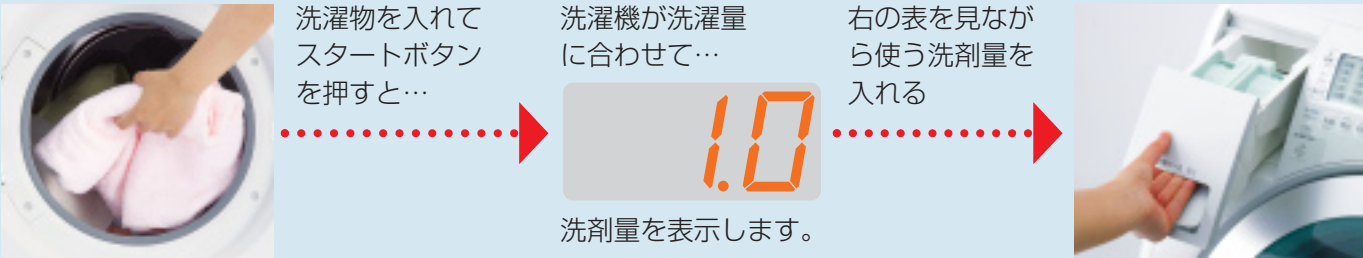 洗濯物を入れて
スタートボタン
を押すと…
洗濯機が洗濯量
に合わせて…
1.0
洗剤量を表示します。
右の表を見なが
ら使う洗剤量を
入れる